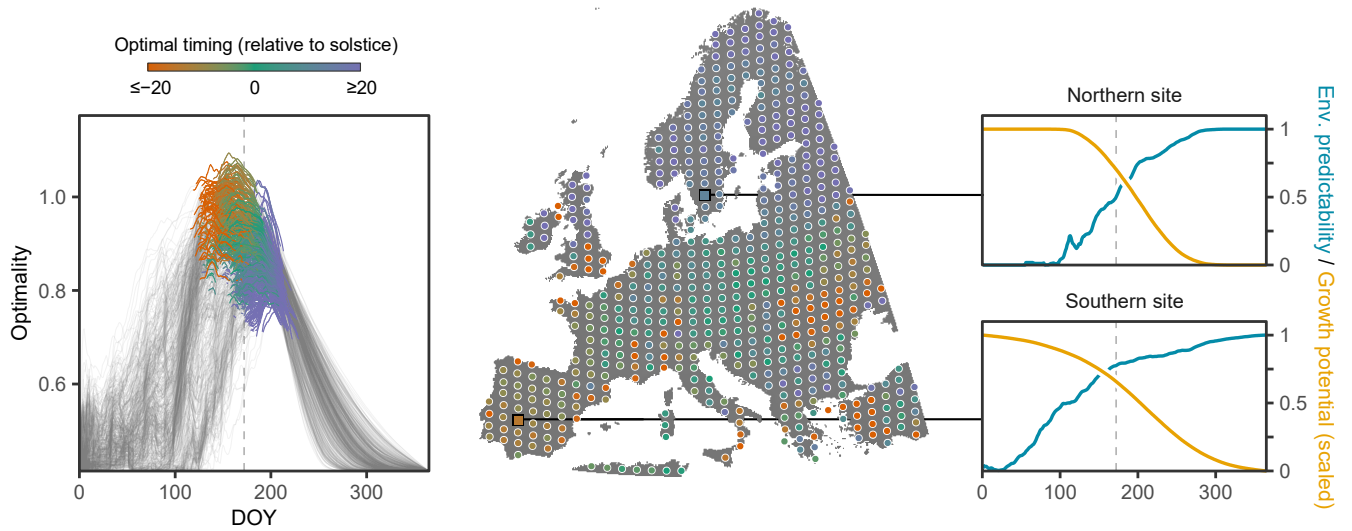 Optimal timing (relative to solstice)
≤−20 0 ≥20
Optimality
1.0
0.8
0.6
0 100 200 300
DOY
Northern site
1
0.5
0
Southern site
1
0.5
0
0 100 200 300
Env. predictability / Growth potential (scaled)